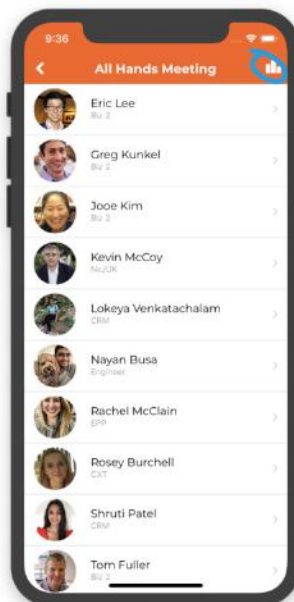 9:36
All Hands Meeting
Eric Lee
Biz 2
Greg Kunkel
Biz 2
Jooe Kim
Biz 2
Kevin McCoy
Lokeya Venkatachalam
CRM
Nayan Busa
Engineer
Rachel McClain
EPP
Rosey Burchell
CXT
Shruti Patel
CRM
Tom Fuller
Biz 2